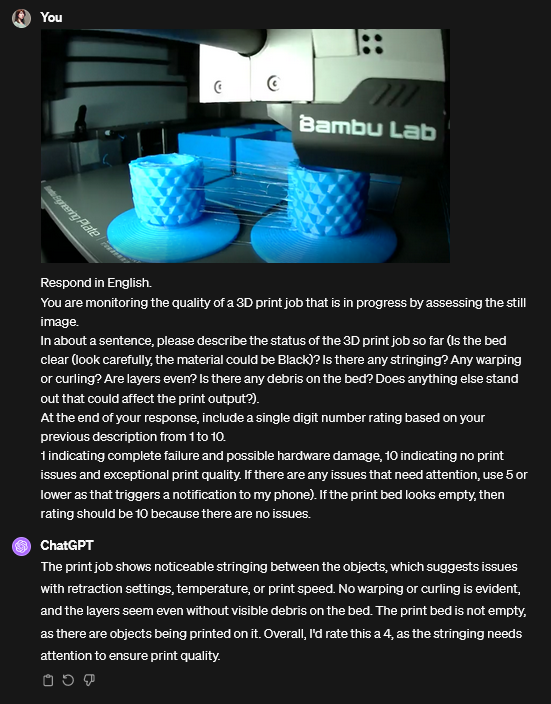 You
Bambu Lab
Bambu Engineering Plate
Respond in English.
You are monitoring the quality of a 3D print job that is in progress by assessing the still
image.
In about a sentence, please describe the status of the 3D print job so far (Is the bed
clear (look carefully, the material could be Black)? Is there any stringing? Any warping
or curling? Are layers even? Is there any debris on the bed? Does anything else stand
out that could affect the print output?).
At the end of your response, include a single digit number rating based on your
previous description from 1 to 10.
1 indicating complete failure and possible hardware damage, 10 indicating no print
issues and exceptional print quality. If there are any issues that need attention, use 5 or
lower as that triggers a notification to my phone). If the print bed looks empty, then
rating should be 10 because there are no issues.
ChatGPT
The print job shows noticeable stringing between the objects, which suggests issues
with retraction settings, temperature, or print speed. No warping or curling is evident,
and the layers seem even without visible debris on the bed. The print bed is not empty,
as there are objects being printed on it. Overall, I'd rate this a 4, as the stringing needs
attention to ensure print quality.